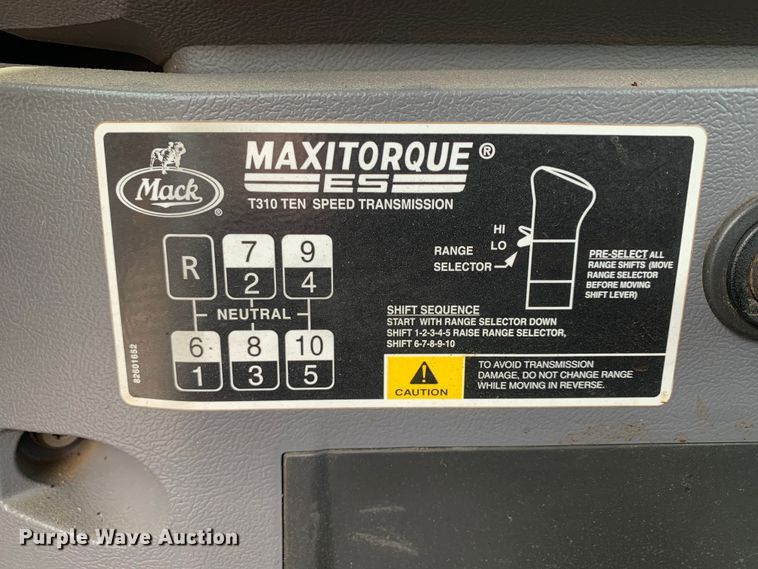 Mack®
MAXITORQUE®
ES
T310 TEN SPEED TRANSMISSION
R 7 9
2 4
NEUTRAL
6 8 10
1 3 5
82601652
HI
LO
RANGE
SELECTOR
PRE-SELECT ALL
RANGE SHIFTS (MOVE
RANGE SELECTOR
BEFORE MOVING
SHIFT LEVER)
SHIFT SEQUENCE
START WITH RANGE SELECTOR DOWN
SHIFT 1-2-3-4-5 RAISE RANGE SELECTOR,
SHIFT 6-7-8-9-10
CAUTION
TO AVOID TRANSMISSION
DAMAGE, DO NOT CHANGE RANGE
WHILE MOVING IN REVERSE.
Purple Wave Auction